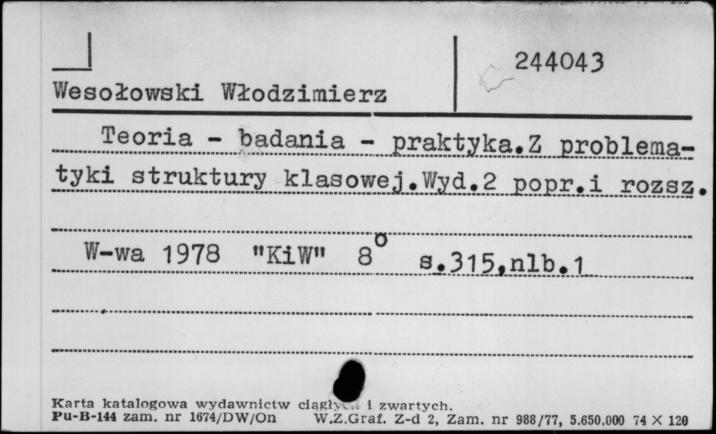 244043
Wesołowski Włodzimierz
Teoria - badania - praktyka.Z problema-
tyki struktury klasowej.Wyd.2 popr.i rozsz.
W-wa 1978 "KiW" 8° s.315,nlb.1
Karta katalogowa wydawnictw i zwartych.
Pu-B-144 zam. nr 1674/DW/On W.Z.Graf. Z-d 2, Zam. nr 988/77, 5.650.000 74 X 120